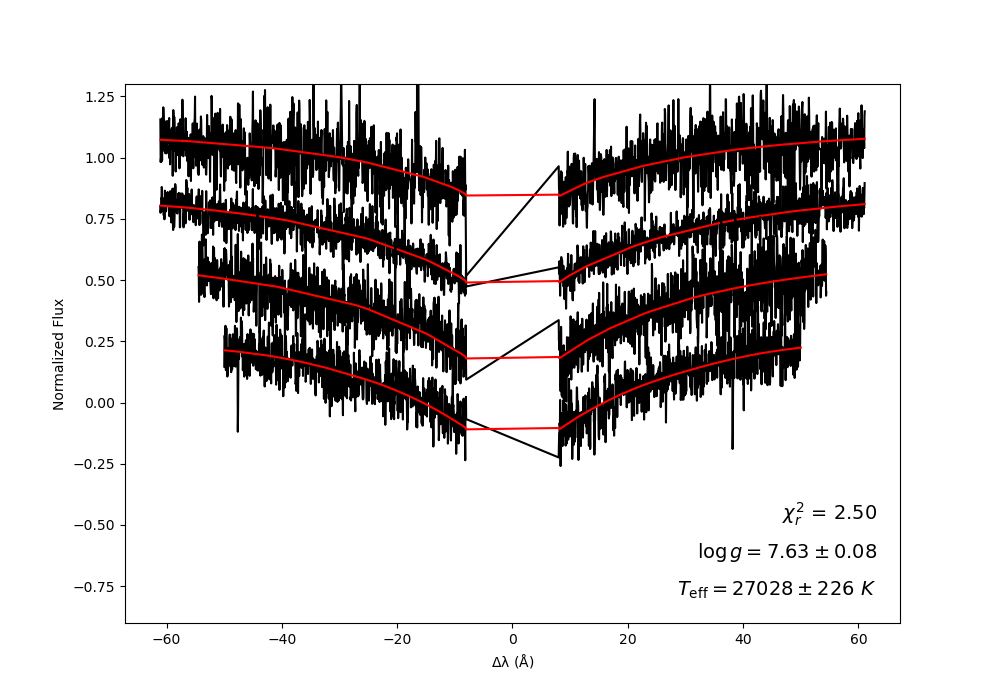 1.25
1.00
0.75
0.50
0.25
0.00
−0.25
−0.50
−0.75
Normalized Flux
χ²ᵣ = 2.50
log g = 7.63 ± 0.08
T_eff = 27028 ± 226 K
−60 −40 −20 0 20 40 60
Δλ (Å)